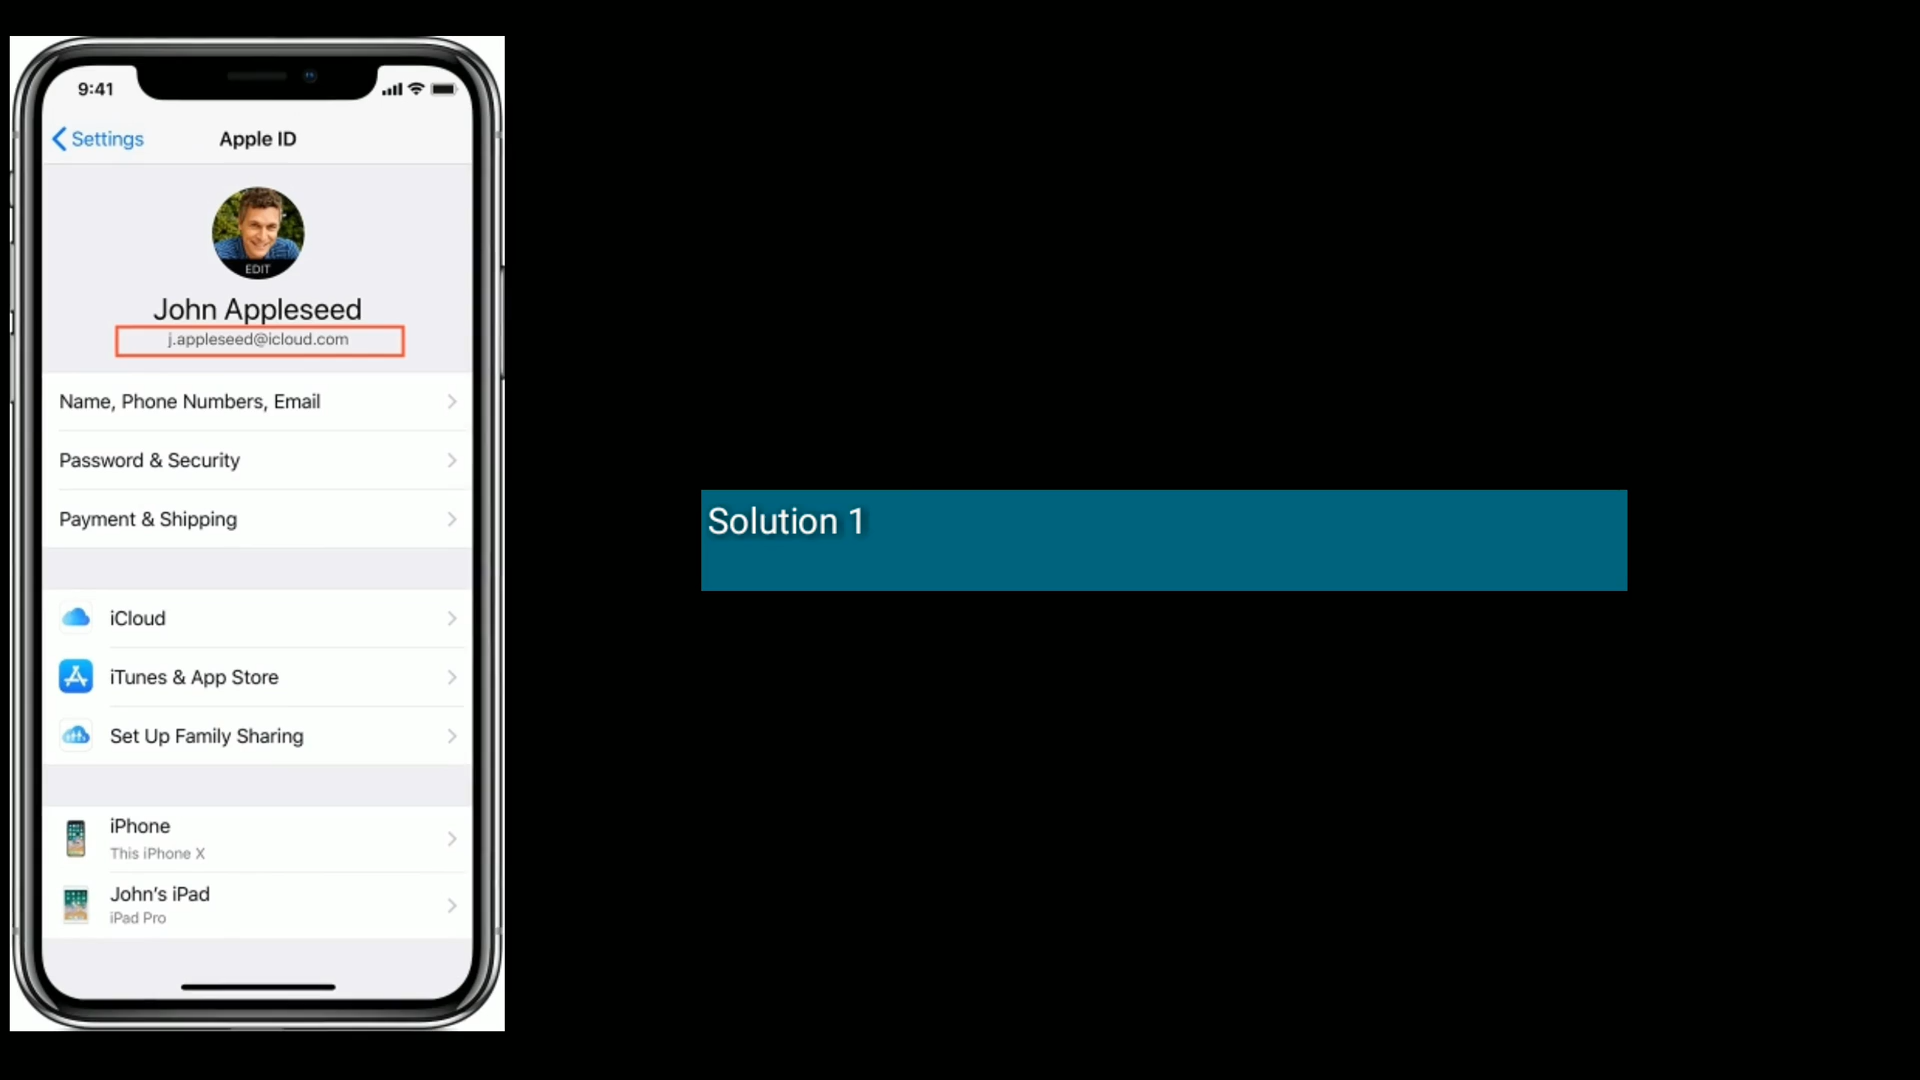 9:41
Settings
Apple ID
EDIT
John Appleseed
j.appleseed@icloud.com
Name, Phone Numbers, Email
Password & Security
Payment & Shipping
iCloud
iTunes & App Store
Set Up Family Sharing
iPhone
This iPhone X
John’s iPad
iPad Pro
Solution 1